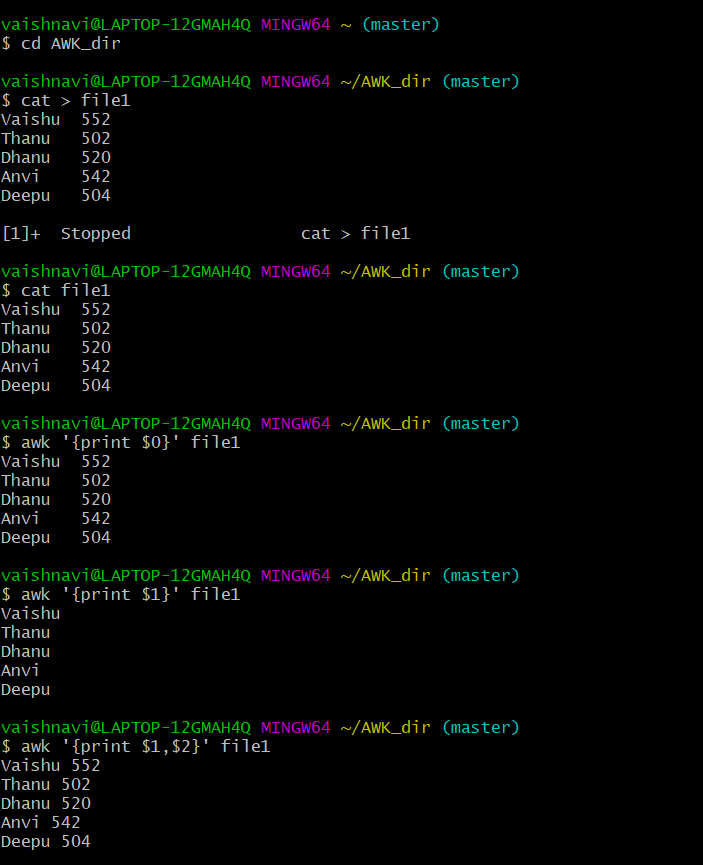 vaishnavi@LAPTOP-12GMAH4Q MINGW64 ~ (master)
$ cd AWK_dir
vaishnavi@LAPTOP-12GMAH4Q MINGW64 ~/AWK_dir (master)
$ cat > file1
Vaishu  552
Thanu   502
Dhanu   520
Anvi    542
Deepu   504
[1]+  Stopped                 cat > file1
vaishnavi@LAPTOP-12GMAH4Q MINGW64 ~/AWK_dir (master)
$ cat file1
Vaishu  552
Thanu   502
Dhanu   520
Anvi    542
Deepu   504
vaishnavi@LAPTOP-12GMAH4Q MINGW64 ~/AWK_dir (master)
$ awk '{print $0}' file1
Vaishu  552
Thanu   502
Dhanu   520
Anvi    542
Deepu   504
vaishnavi@LAPTOP-12GMAH4Q MINGW64 ~/AWK_dir (master)
$ awk '{print $1}' file1
Vaishu
Thanu
Dhanu
Anvi
Deepu
vaishnavi@LAPTOP-12GMAH4Q MINGW64 ~/AWK_dir (master)
$ awk '{print $1,$2}' file1
Vaishu 552
Thanu 502
Dhanu 520
Anvi 542
Deepu 504